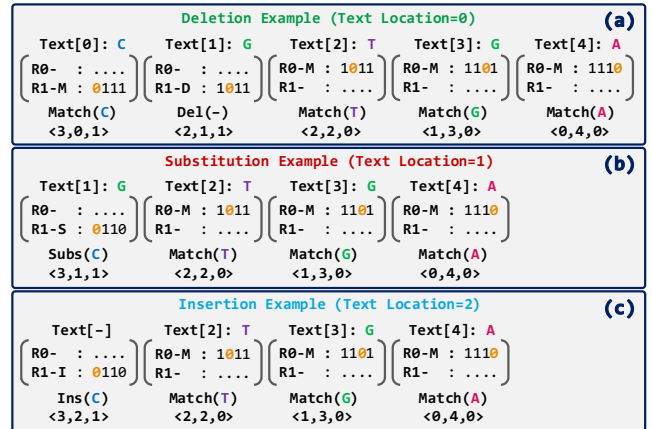 Deletion Example (Text Location=0) (a)
Text[0]: C Text[1]: G Text[2]: T Text[3]: G Text[4]: A
R0- : .... R0- : .... R0-M : 1011 R0-M : 1101 R0-M : 1110
R1-M : 0111 R1-D : 1011 R1- : .... R1- : .... R1- : ....
Match(C) Del(–) Match(T) Match(G) Match(A)
<3,0,1> <2,1,1> <2,2,0> <1,3,0> <0,4,0>
Substitution Example (Text Location=1) (b)
Text[1]: G Text[2]: T Text[3]: G Text[4]: A
R0- : .... R0-M : 1011 R0-M : 1101 R0-M : 1110
R1-S : 0110 R1- : .... R1- : .... R1- : ....
Subs(C) Match(T) Match(G) Match(A)
<3,1,1> <2,2,0> <1,3,0> <0,4,0>
Insertion Example (Text Location=2) (c)
Text[–] Text[2]: T Text[3]: G Text[4]: A
R0- : .... R0-M : 1011 R0-M : 1101 R0-M : 1110
R1-I : 0110 R1- : .... R1- : .... R1- : ....
Ins(C) Match(T) Match(G) Match(A)
<3,2,1> <2,2,0> <1,3,0> <0,4,0>